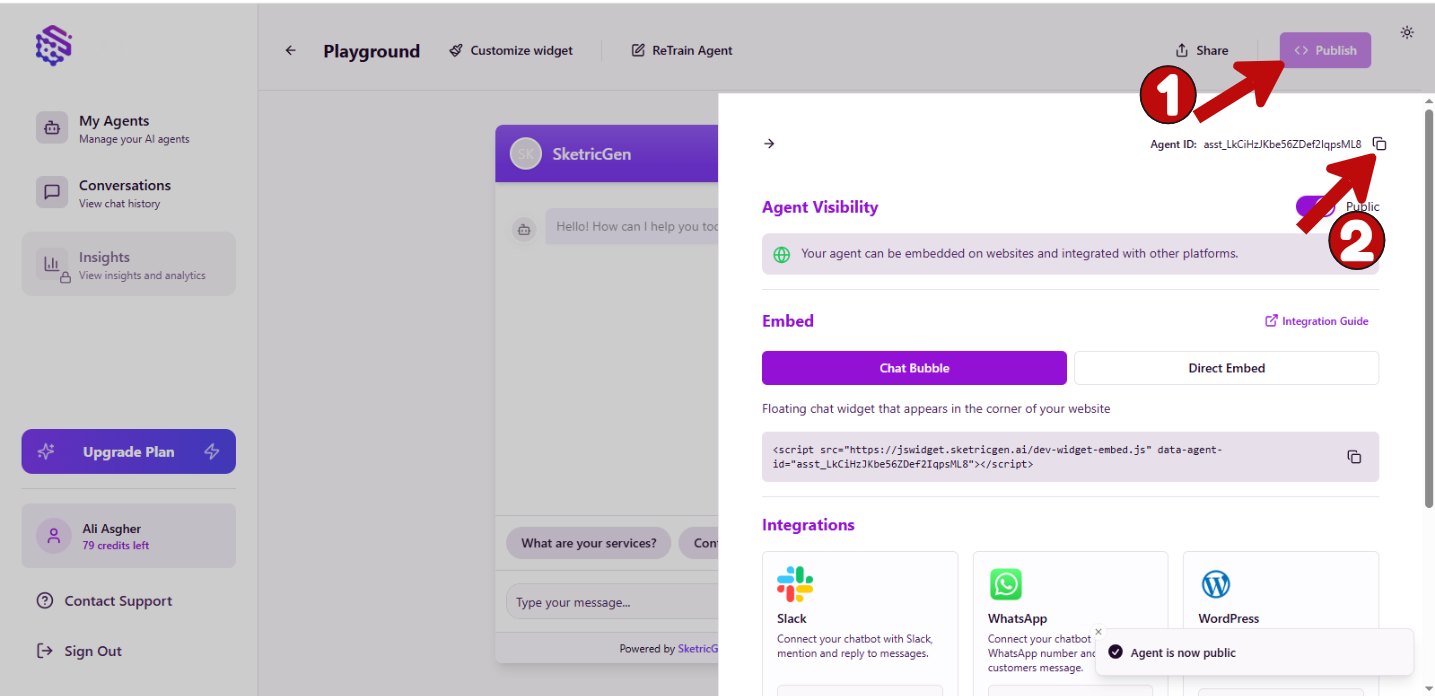 Playground
Customize widget
ReTrain Agent
Share
<> Publish
1
My Agents
Manage your AI agents
Conversations
View chat history
Insights
View insights and analytics
Upgrade Plan
Ali Asgher
79 credits left
Contact Support
Sign Out
SK
SketricGen
Hello! How can I help you to
What are your services?
Con
Type your message...
Powered by SketricG
Agent ID: asst_LkCiHzJKbe56ZDef2IqpsML8
2
Agent Visibility
Public
Your agent can be embedded on websites and integrated with other platforms.
Embed
Integration Guide
Chat Bubble
Direct Embed
Floating chat widget that appears in the corner of your website
<script src="https://jswidget.sketricgen.ai/dev-widget-embed.js" data-agent-
id="asst_LkCiHzJKbe56ZDef2IqpsML8"></script>
Integrations
Slack
Connect your chatbot with Slack,
mention and reply to messages.
WhatsApp
Connect your chatbot
WhatsApp number and
customers message.
WordPress
Agent is now public